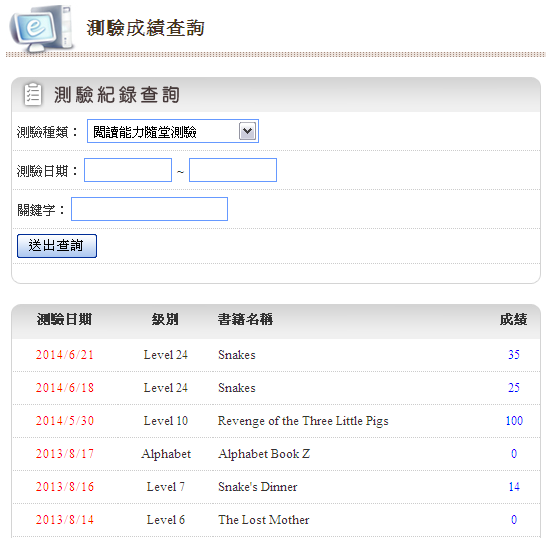 測驗成績查詢
測驗紀錄查詢
測驗種類： 閱讀能力隨堂測驗
測驗日期： ~
關鍵字：
送出查詢
測驗日期 級別 書籍名稱 成績
2014/6/21 Level 24 Snakes 35
2014/6/18 Level 24 Snakes 25
2014/5/30 Level 10 Revenge of the Three Little Pigs 100
2013/8/17 Alphabet Alphabet Book Z 0
2013/8/16 Level 7 Snake's Dinner 14
2013/8/14 Level 6 The Lost Mother 0